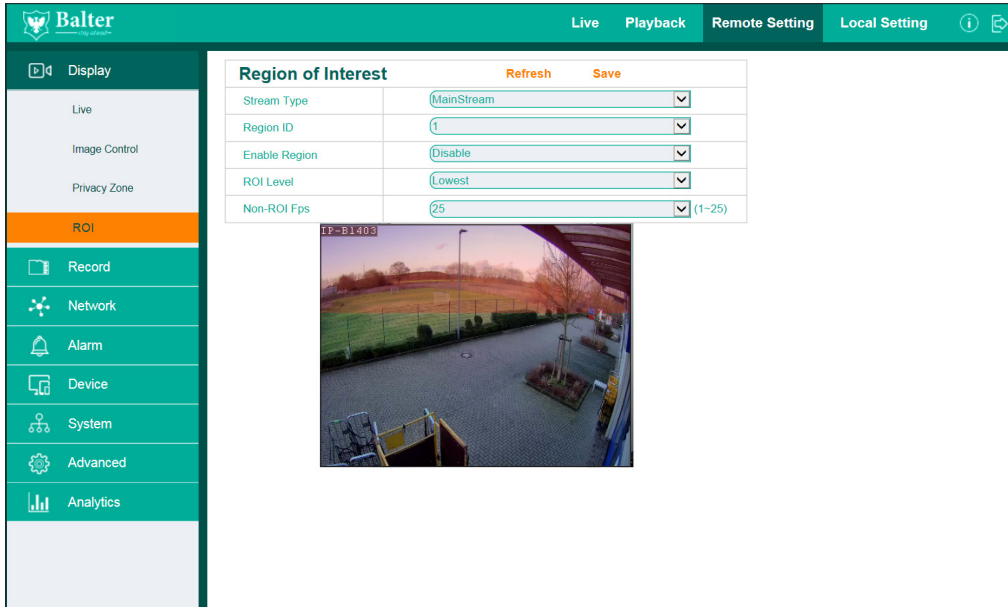 Balter
stay ahead
Live Playback Remote Setting Local Setting
Display
Live
Image Control
Privacy Zone
ROI
Record
Network
Alarm
Device
System
Advanced
Analytics
Region of Interest Refresh Save
Stream Type MainStream
Region ID 1
Enable Region Disable
ROI Level Lowest
Non-ROI Fps 25 (1~25)
IP-B1403